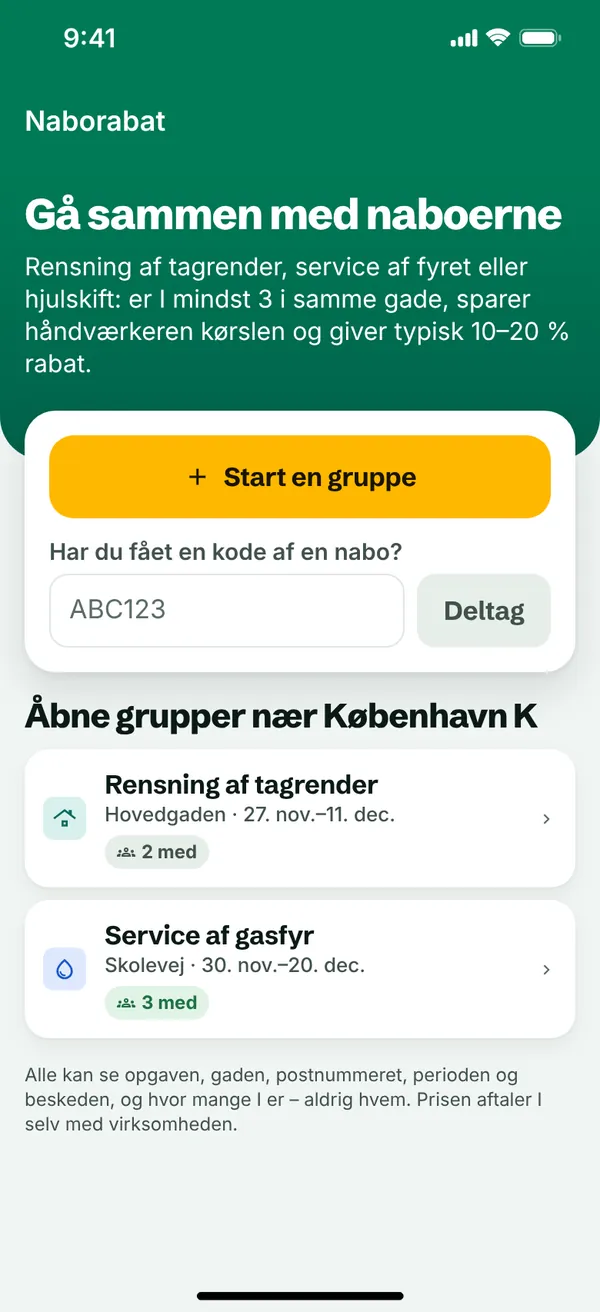 9:41
Naborabat
Gå sammen med naboerne
Rensning af tagrender, service af fyret eller
hjulskift: er I mindst 3 i samme gade, sparer
håndværkeren kørslen og giver typisk 10–20 %
rabat.
+ Start en gruppe
Har du fået en kode af en nabo?
ABC123
Deltag
Åbne grupper nær København K
Rensning af tagrender
Hovedgaden · 27. nov.–11. dec.
2 med
Service af gasfyr
Skolevej · 30. nov.–20. dec.
3 med
Alle kan se opgaven, gaden, postnummeret, perioden og
beskeden, og hvor mange I er – aldrig hvem. Prisen aftaler I
selv med virksomheden.